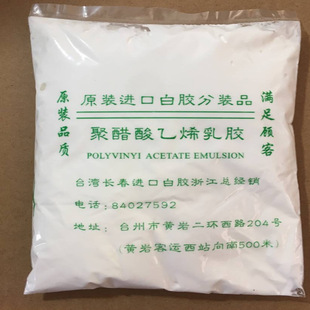 原装进口白胶分装品
原装品质
满足顾客
聚醋酸乙烯乳胶
POLYVINYI ACETATE EMULSION
台湾长春进口白胶浙江总经销
电话:84027592
地址:台州市黄岩二环西路204号
(黄岩客运西站向南500米)